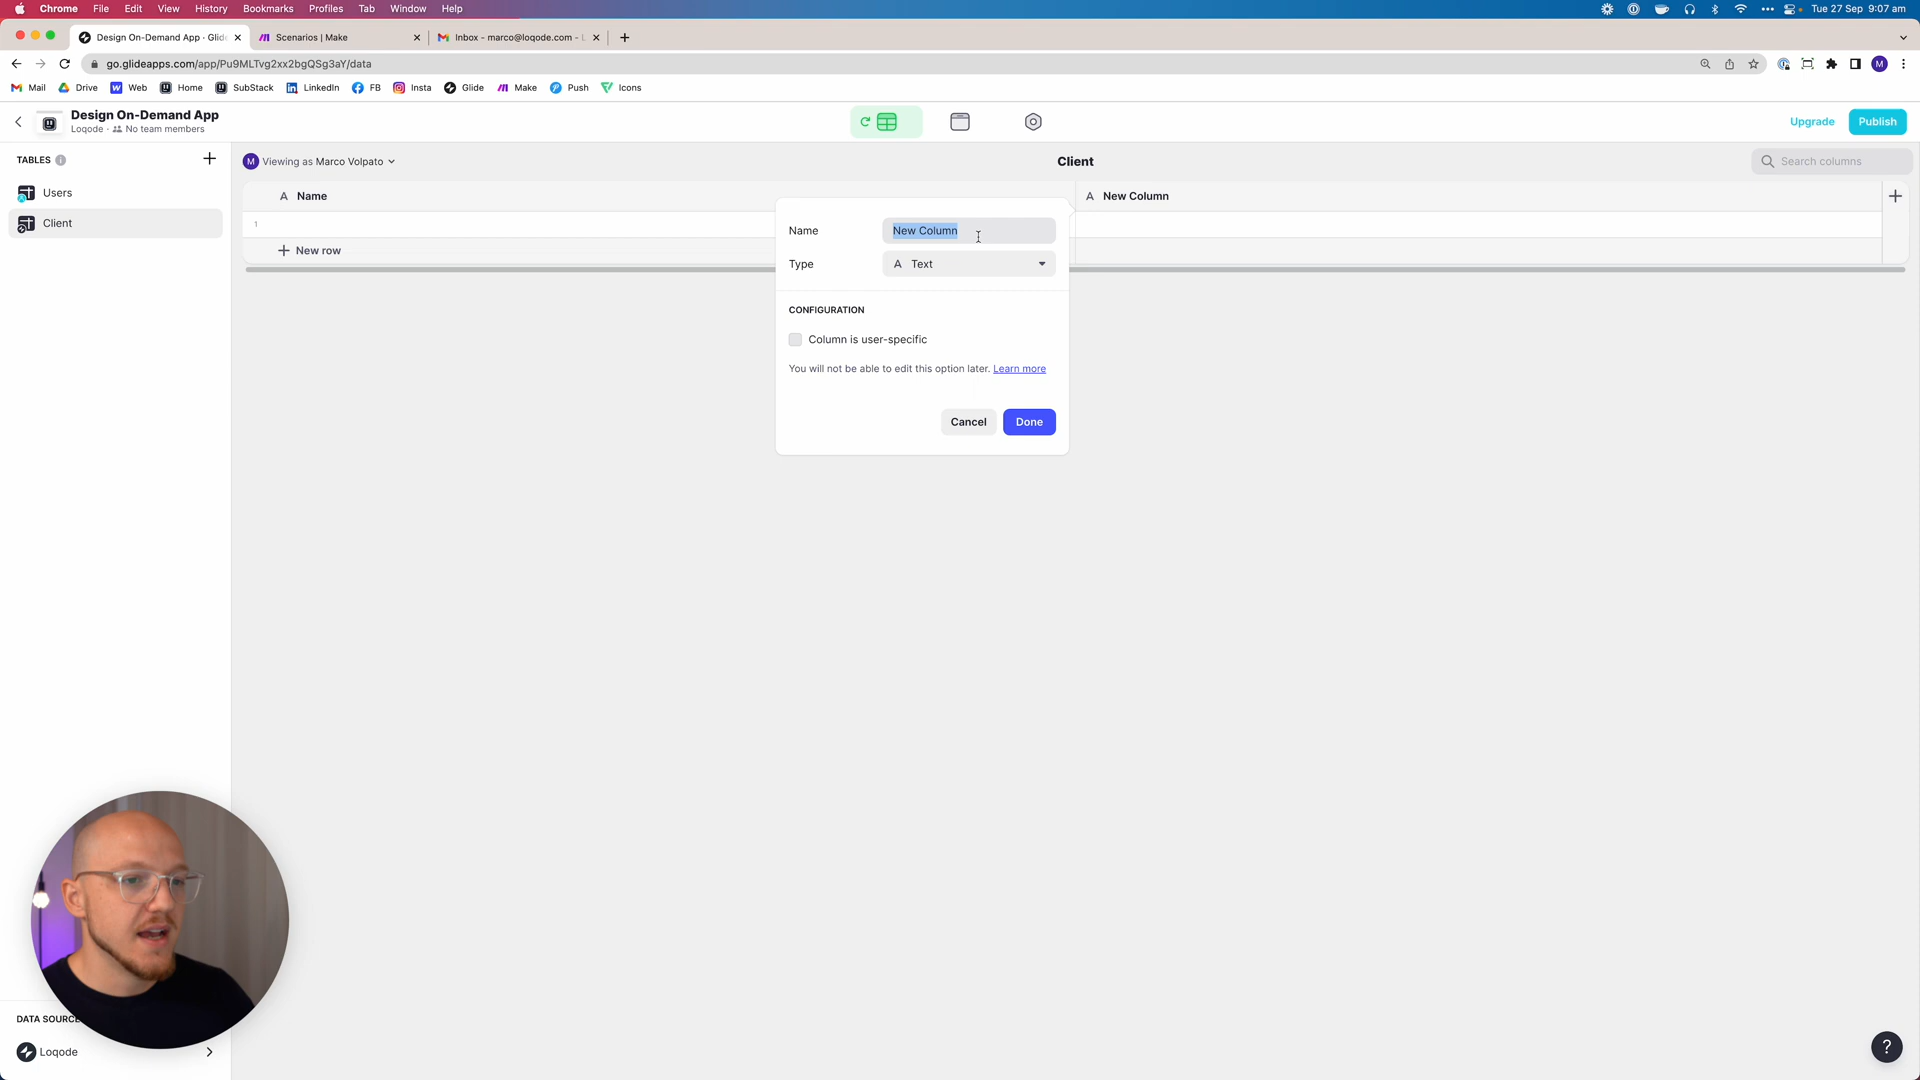 Chrome File Edit View History Bookmarks Profiles Tab Window Help Tue 27 Sep 9:07 am
Design On-Demand App · Glide Scenarios | Make Inbox - marco@loqode.com -
go.glideapps.com/app/Pu9MLTvg2xx2bgQSg3aY/data
Mail Drive Web Home SubStack LinkedIn FB Insta Glide Make Push Icons
Design On-Demand App
Loqode · No team members
Upgrade Publish
TABLES
Viewing as Marco Volpato
Client
Search columns
Users
Client
A Name
A New Column
1
New row
Name New Column
Type A Text
CONFIGURATION
Column is user-specific
You will not be able to edit this option later. Learn more
Cancel Done
DATA SOURC
Loqode
?